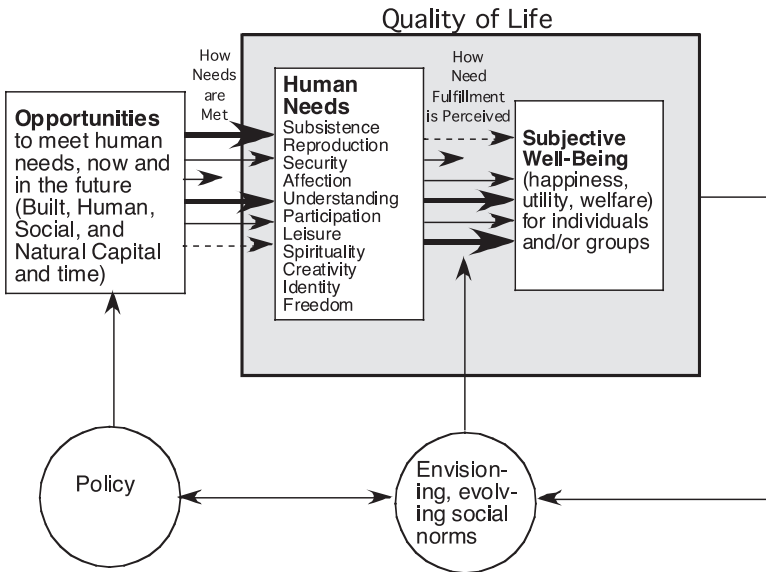 Quality of Life
How
Needs
are
Met
How
Need
Fulfillment
is Perceived
Opportunities
to meet human
needs, now and
in the future
(Built, Human,
Social, and
Natural Capital
and time)
Human
Needs
Subsistence
Reproduction
Security
Affection
Understanding
Participation
Leisure
Spirituality
Creativity
Identity
Freedom
Subjective
Well-Being
(happiness,
utility, welfare)
for individuals
and/or groups
Policy
Envision-
ing, evolv-
ing social
norms